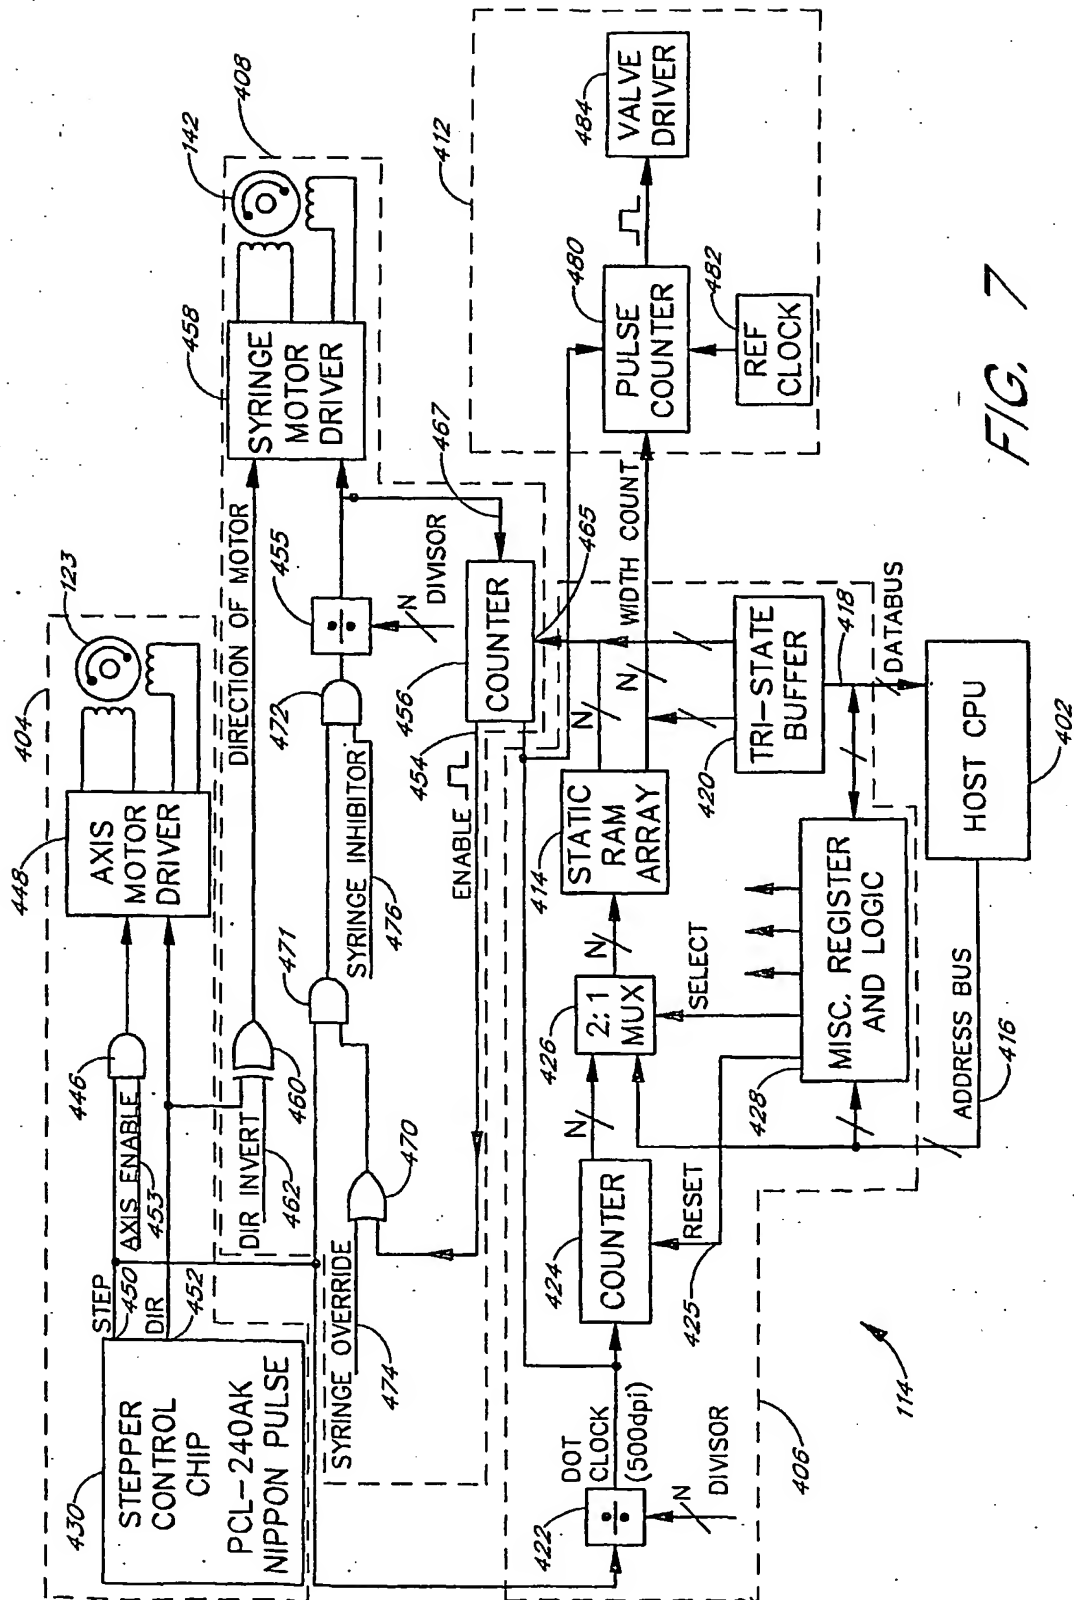 404
448
AXIS
MOTOR
DRIVER
123
446
AXIS ENABLE
453
STEP
450
DIR
452
430
STEPPER
CONTROL
CHIP
PCL-240AK
NIPPON PULSE
408
142
458
SYRINGE
MOTOR
DRIVER
DIRECTION OF MOTOR
460
DIR INVERT
462
455
N
DIVISOR
472
SYRINGE INHIBITOR
476
471
470
SYRINGE OVERRIDE
474
467
456
COUNTER
465
454
ENABLE
412
484
VALVE
DRIVER
480
PULSE
COUNTER
482
REF
CLOCK
WIDTH COUNT
N
N
414
STATIC
RAM
ARRAY
N
426
2:1
MUX
SELECT
N
424
COUNTER
RESET
425
DOT
CLOCK
(500dpi)
422
N
DIVISOR
420
TRI-STATE
BUFFER
418
DATABUS
428
MISC. REGISTER
AND LOGIC
HOST CPU
402
ADDRESS BUS
416
406
114
FIG. 7